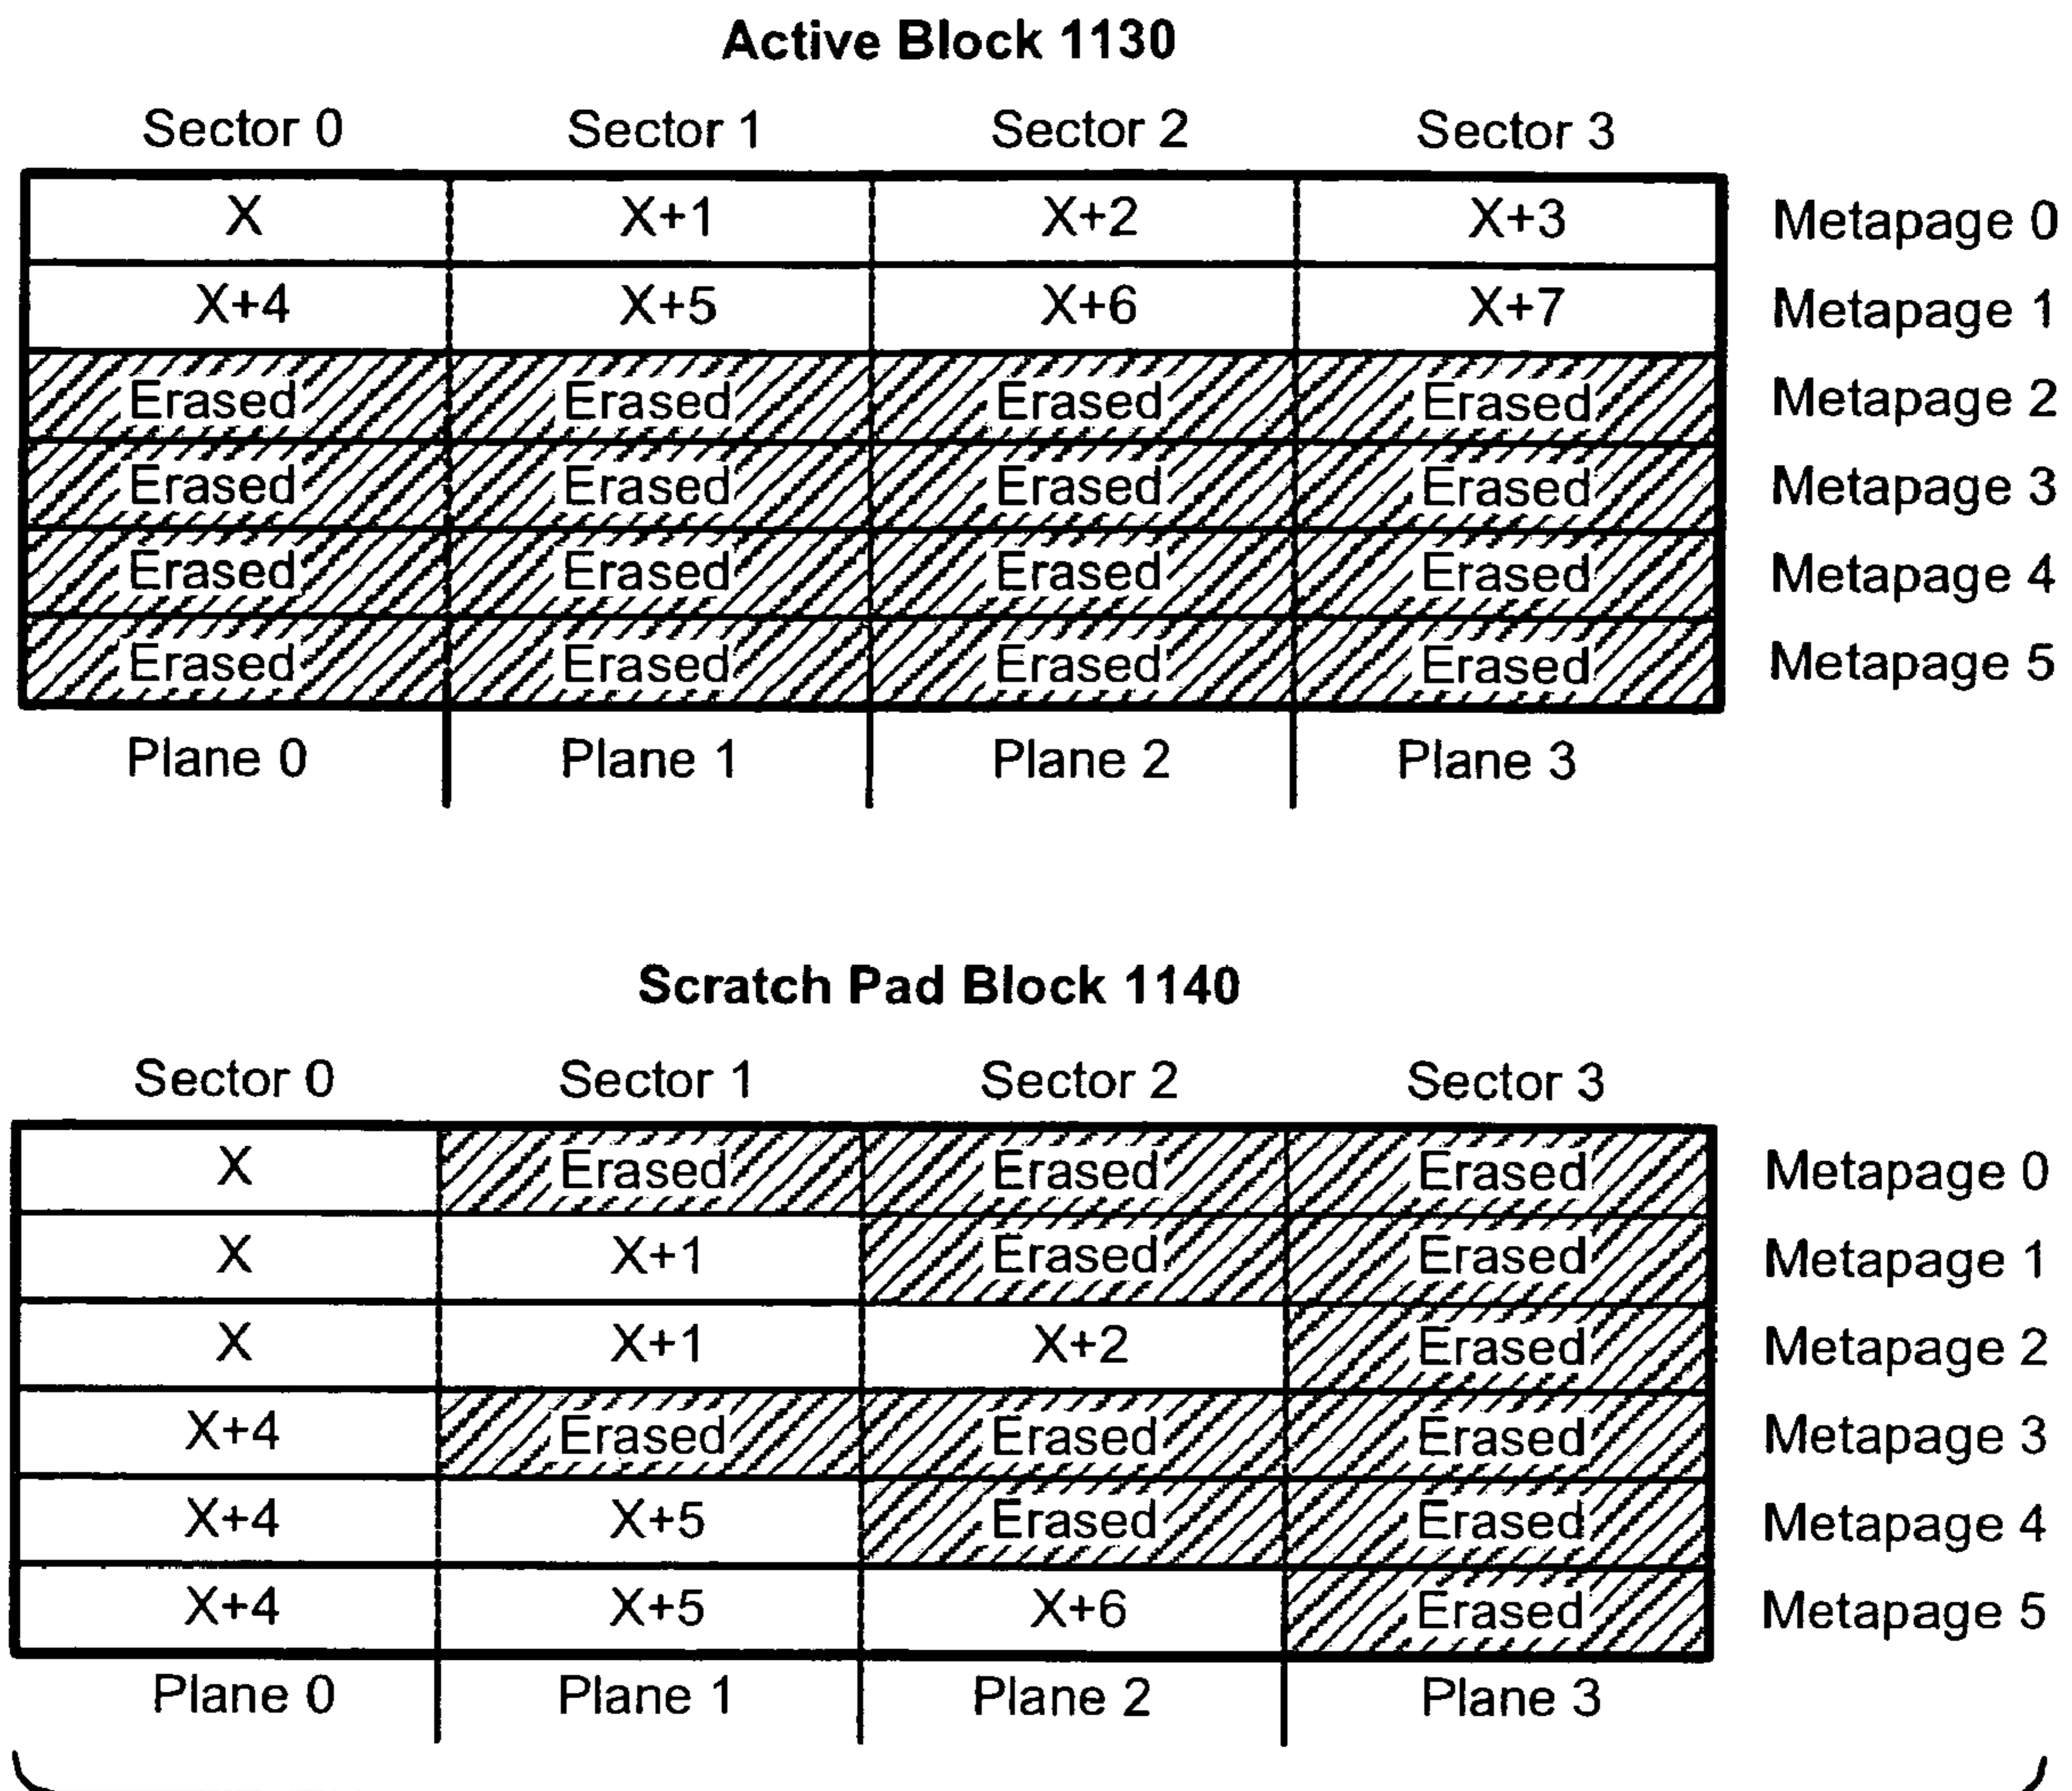 Active Block 1130
Sector 0 Sector 1 Sector 2 Sector 3
X X+1 X+2 X+3 Metapage 0
X+4 X+5 X+6 X+7 Metapage 1
Erased Erased Erased Erased Metapage 2
Erased Erased Erased Erased Metapage 3
Erased Erased Erased Erased Metapage 4
Erased Erased Erased Erased Metapage 5
Plane 0 Plane 1 Plane 2 Plane 3
Scratch Pad Block 1140
Sector 0 Sector 1 Sector 2 Sector 3
X Erased Erased Erased Metapage 0
X X+1 Erased Erased Metapage 1
X X+1 X+2 Erased Metapage 2
X+4 Erased Erased Erased Metapage 3
X+4 X+5 Erased Erased Metapage 4
X+4 X+5 X+6 Erased Metapage 5
Plane 0 Plane 1 Plane 2 Plane 3